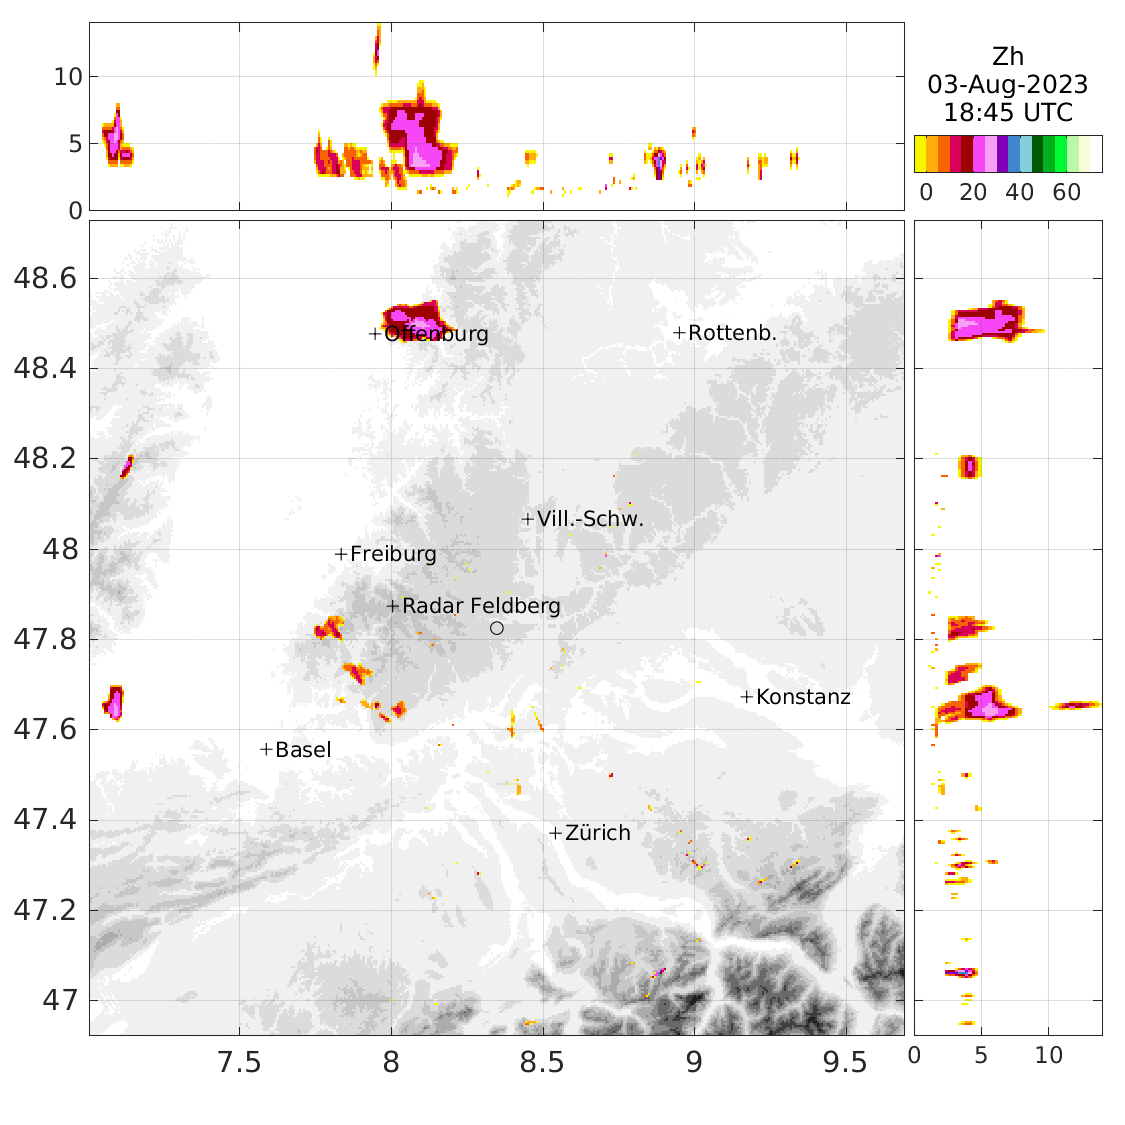 Zh
03-Aug-2023
18:45 UTC
10
5
0
0 20 40 60
48.6
Offenburg
Rottenb.
48.4
48.2
Vill.-Schw.
48
Freiburg
Radar Feldberg
47.8
Konstanz
47.6
Basel
47.4
Zürich
47.2
47
7.5 8 8.5 9 9.5
0 5 10